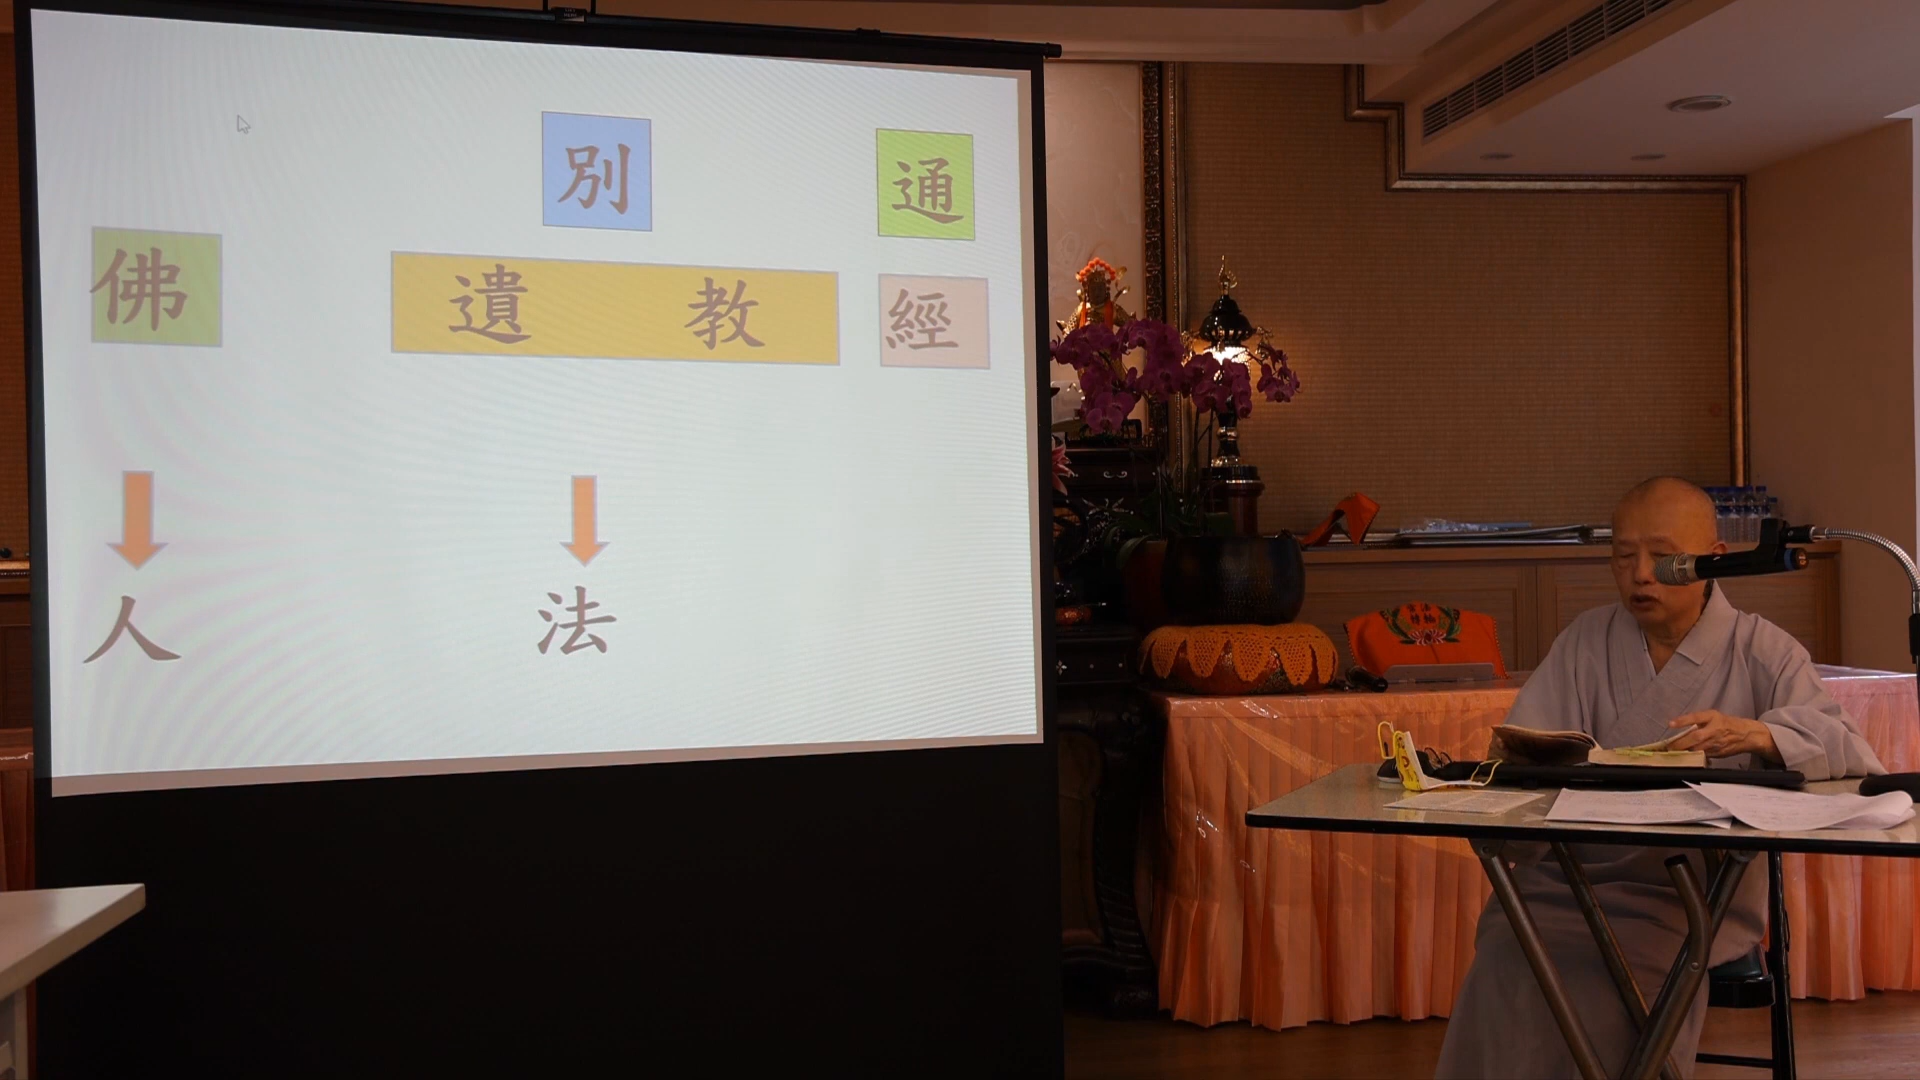 別 通
佛 遺 教 經
人 法